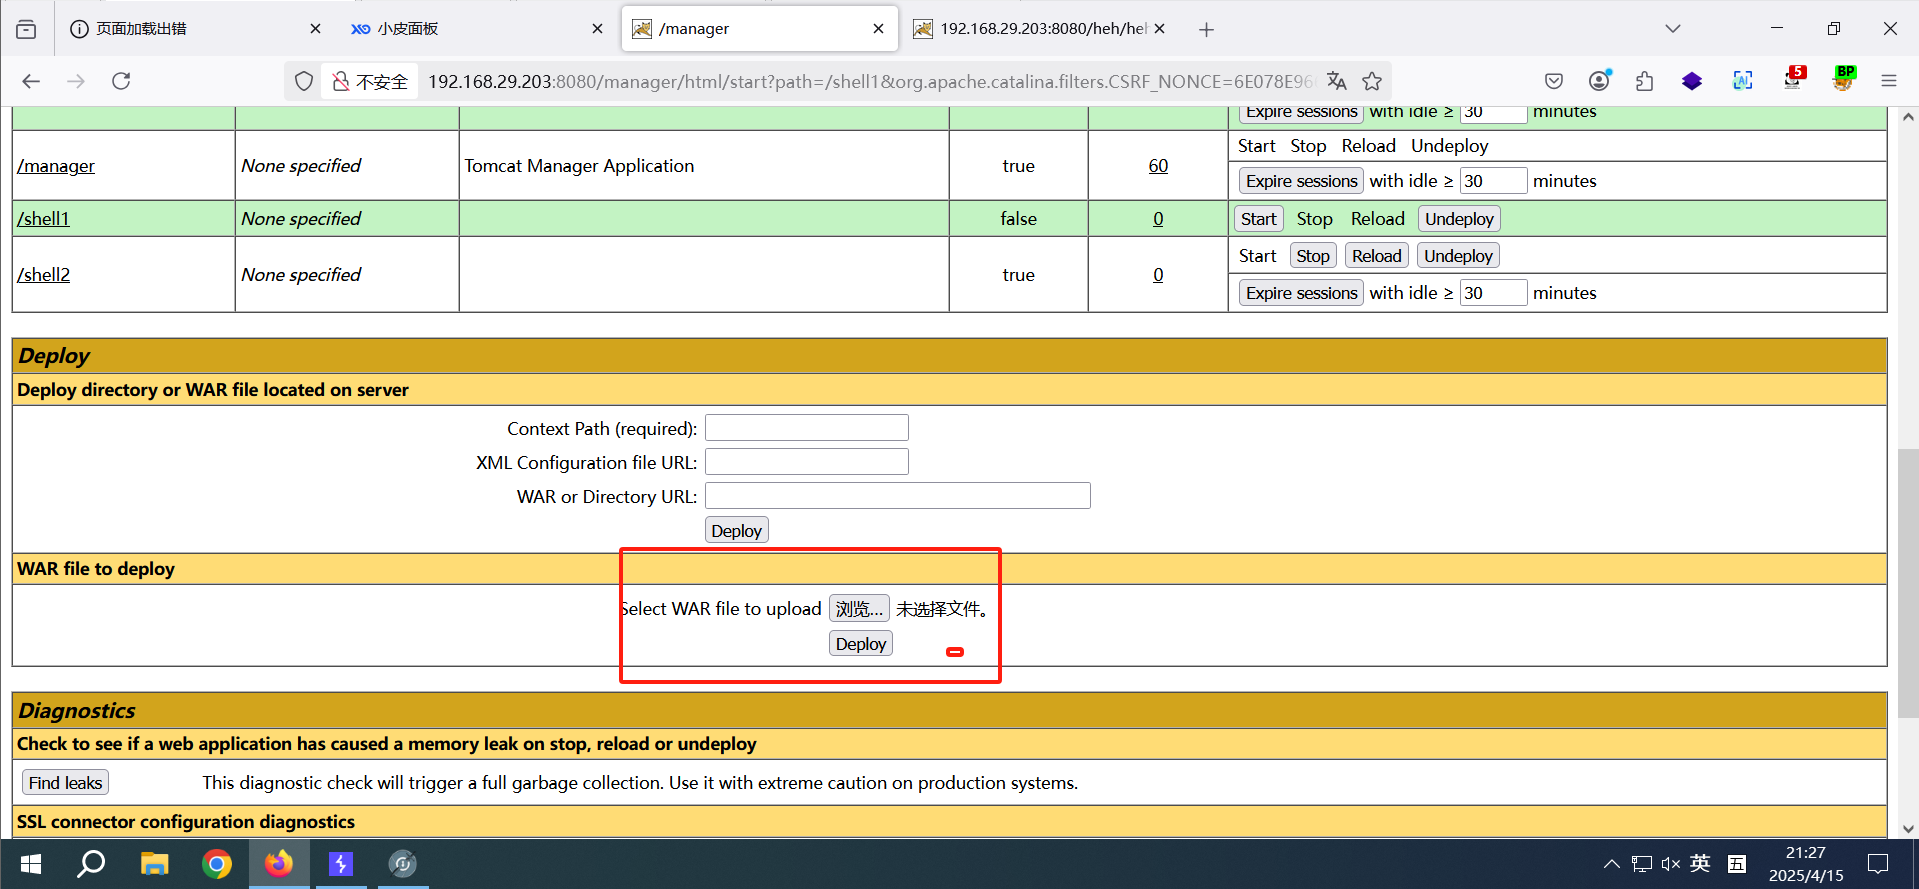 页面加载出错
小皮面板
/manager
192.168.29.203:8080/heh/heh
不安全
192.168.29.203:8080/manager/html/start?path=/shell1&org.apache.catalina.filters.CSRF_NONCE=6E078E96
5
BP
Expire sessions with idle ≥ 30 minutes
/manager None specified Tomcat Manager Application true 60
Start Stop Reload Undeploy
Expire sessions with idle ≥ 30 minutes
/shell1 None specified false 0 Start Stop Reload Undeploy
/shell2 None specified true 0
Start Stop Reload Undeploy
Expire sessions with idle ≥ 30 minutes
Deploy
Deploy directory or WAR file located on server
Context Path (required):
XML Configuration file URL:
WAR or Directory URL:
Deploy
WAR file to deploy
Select WAR file to upload 浏览... 未选择文件。
Deploy
Diagnostics
Check to see if a web application has caused a memory leak on stop, reload or undeploy
Find leaks This diagnostic check will trigger a full garbage collection. Use it with extreme caution on production systems.
SSL connector configuration diagnostics
英 五
21:27
2025/4/15